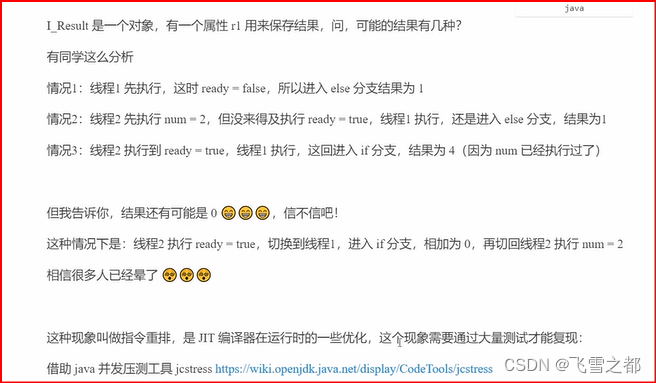 java
I_Result 是一个对象，有一个属性 r1 用来保存结果，问，可能的结果有几种？
有同学这么分析
情况1：线程1 先执行，这时 ready = false，所以进入 else 分支结果为 1
情况2：线程2 先执行 num = 2，但没来得及执行 ready = true，线程1 执行，还是进入 else 分支，结果为1
情况3：线程2 执行到 ready = true，线程1 执行，这回进入 if 分支，结果为 4（因为 num 已经执行过了）
但我告诉你，结果还有可能是 0 😁😁😁，信不信吧！
这种情况下是：线程2 执行 ready = true，切换到线程1，进入 if 分支，相加为 0，再切回线程2 执行 num = 2
相信很多人已经晕了 😵😵😵
这种现象叫做指令重排，是 JIT 编译器在运行时的一些优化，这个现象需要通过大量测试才能复现：
借助 java 并发压测工具 jcstress https://wiki.openjdk.java.net/display/CodeTools/jcstress
CSDN @飞雪之都